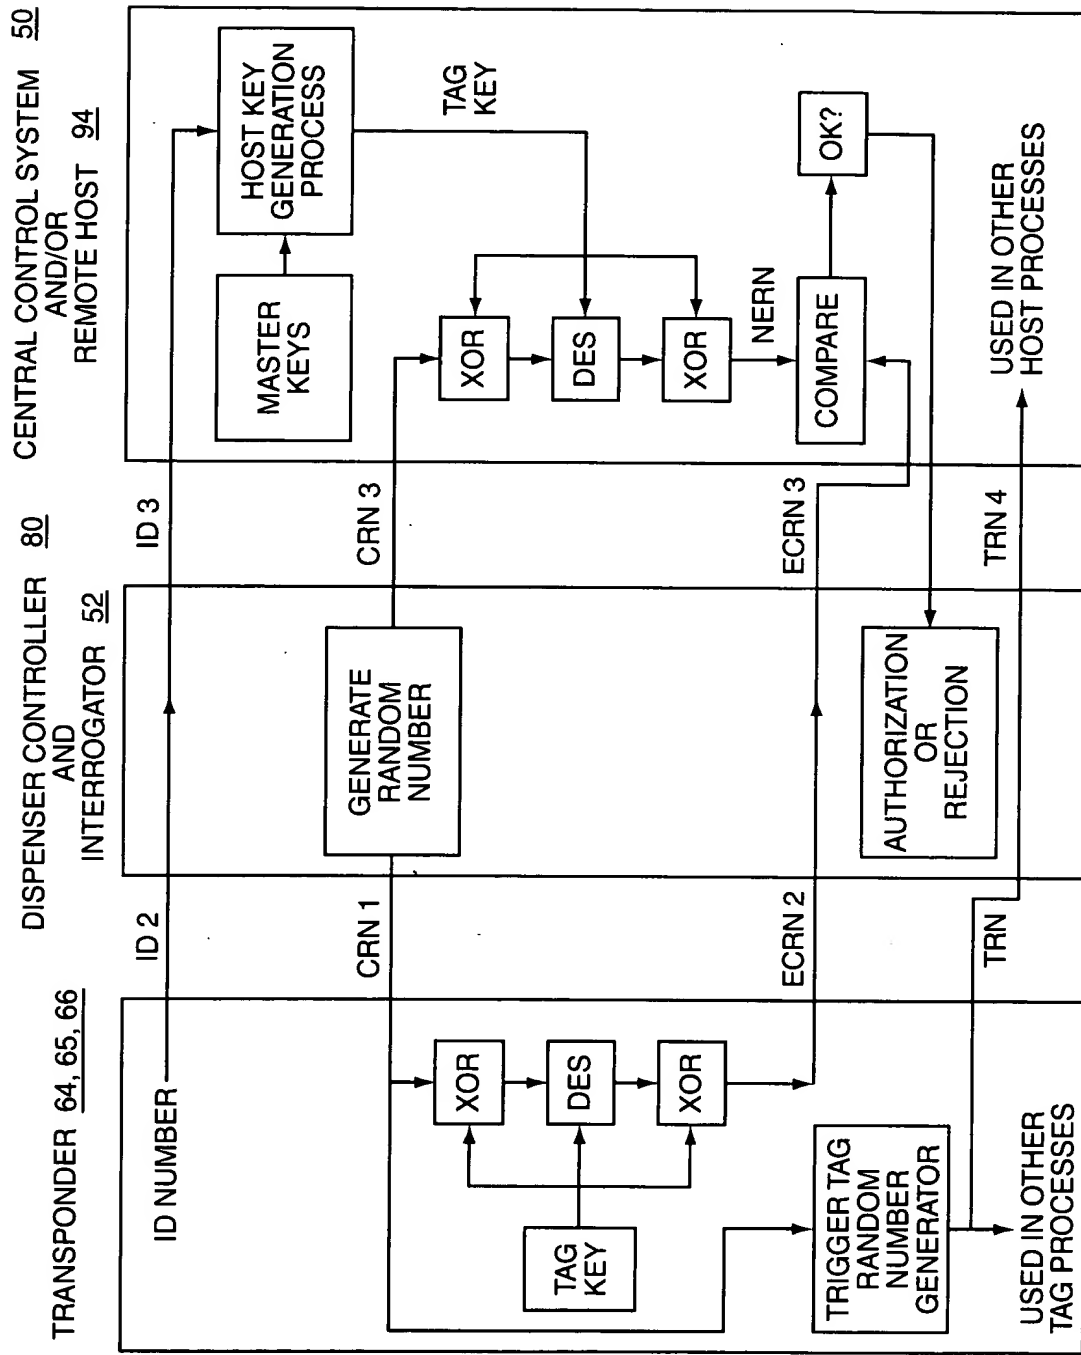 TRANSPONDER 64, 65, 66
DISPENSER CONTROLLER 80
AND
INTERROGATOR 52
CENTRAL CONTROL SYSTEM 50
AND/OR
REMOTE HOST 94
ID NUMBER
ID 2
ID 3
MASTER
KEYS
HOST KEY
GENERATION
PROCESS
TAG
KEY
CRN 1
GENERATE
RANDOM
NUMBER
CRN 3
TAG
KEY
XOR
DES
XOR
XOR
DES
XOR
NERN
ECRN 2
ECRN 3
COMPARE
OK?
TRIGGER TAG
RANDOM
NUMBER
GENERATOR
AUTHORIZATION
OR
REJECTION
TRN
TRN 4
USED IN OTHER
HOST PROCESSES
USED IN OTHER
TAG PROCESSES